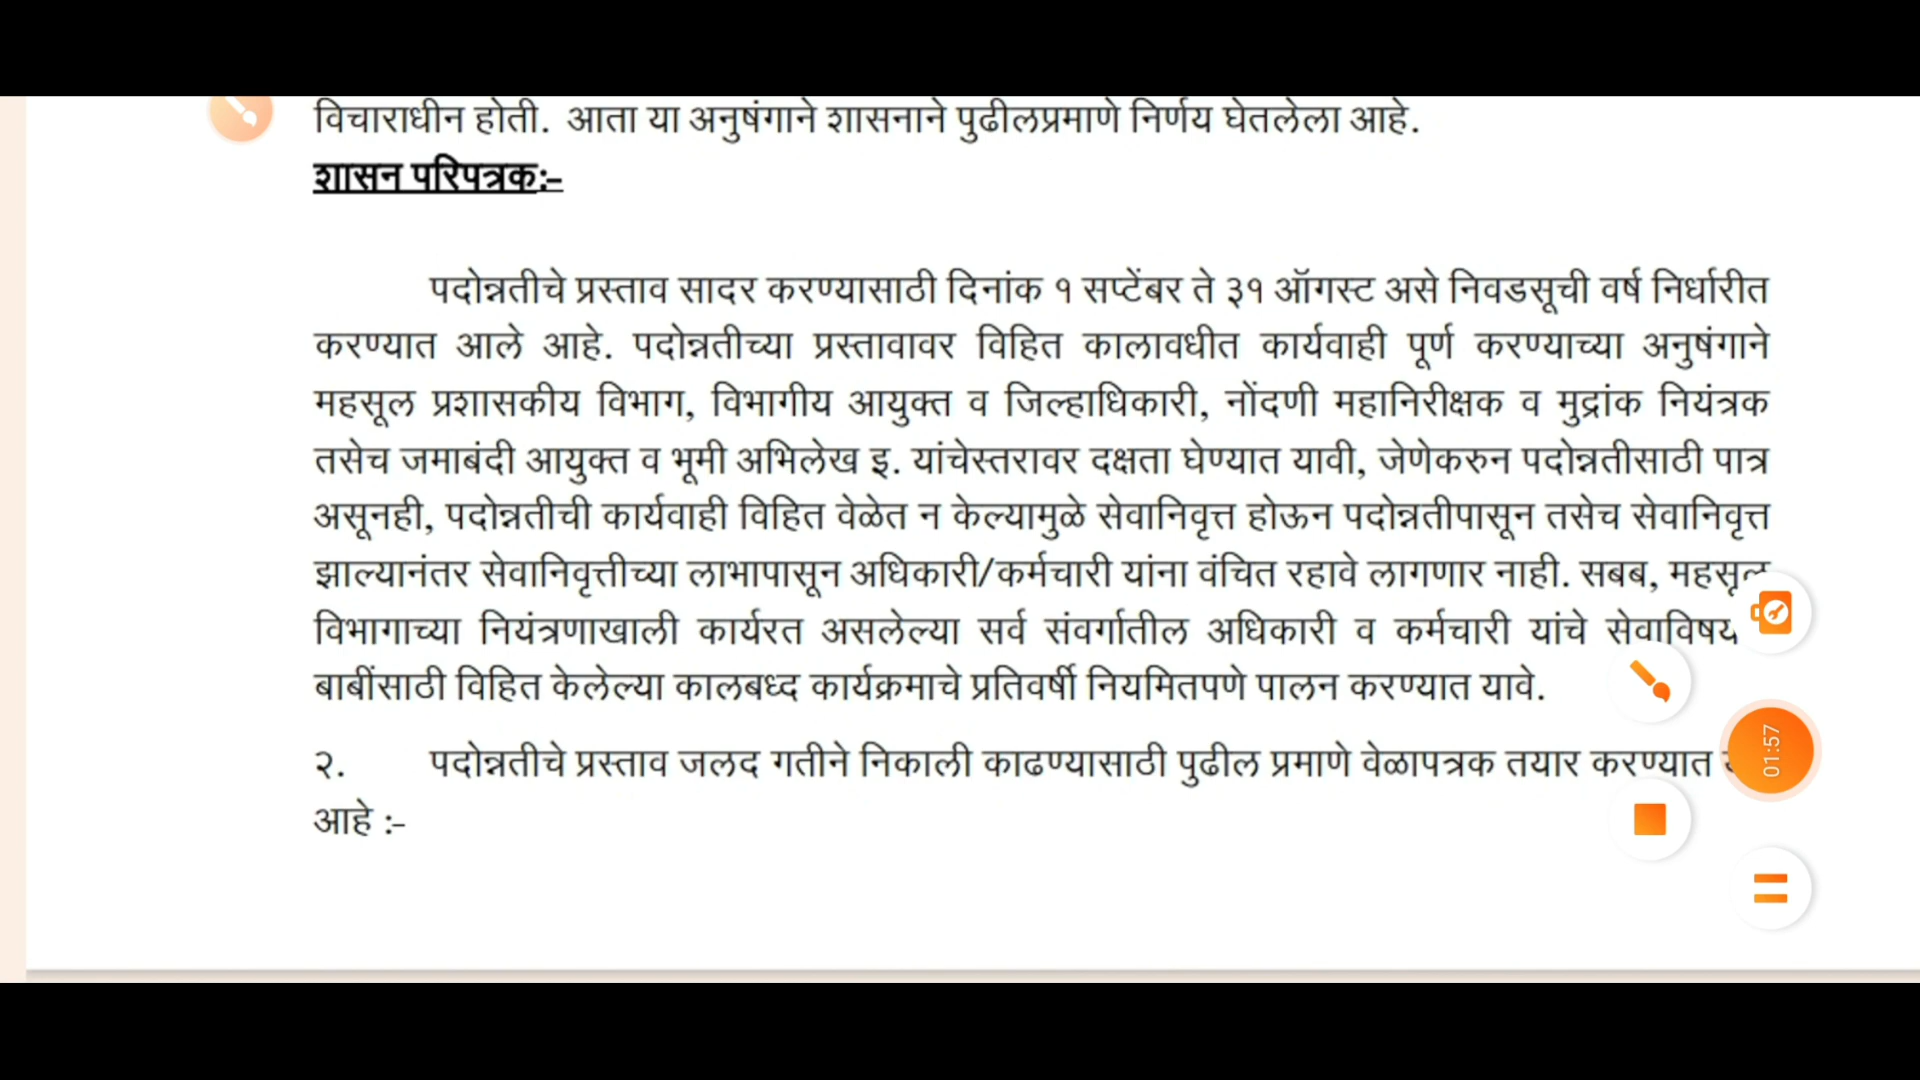 विचाराधीन होती. आता या अनुषंगाने शासनाने पुढीलप्रमाणे निर्णय घेतलेला आहे.
शासन परिपत्रक:-
पदोन्नतीचे प्रस्ताव सादर करण्यासाठी दिनांक १ सप्टेंबर ते ३१ ऑगस्ट असे निवडसूची वर्ष निर्धारीत
करण्यात आले आहे. पदोन्नतीच्या प्रस्तावावर विहित कालावधीत कार्यवाही पूर्ण करण्याच्या अनुषंगाने
महसूल प्रशासकीय विभाग, विभागीय आयुक्त व जिल्हाधिकारी, नोंदणी महानिरीक्षक व मुद्रांक नियंत्रक
तसेच जमाबंदी आयुक्त व भूमी अभिलेख इ. यांचेस्तरावर दक्षता घेण्यात यावी, जेणेकरुन पदोन्नतीसाठी पात्र
असूनही, पदोन्नतीची कार्यवाही विहित वेळेत न केल्यामुळे सेवानिवृत्त होऊन पदोन्नतीपासून तसेच सेवानिवृत्त
झाल्यानंतर सेवानिवृत्तीच्या लाभापासून अधिकारी/कर्मचारी यांना वंचित रहावे लागणार नाही. सबब, महसूल
विभागाच्या नियंत्रणाखाली कार्यरत असलेल्या सर्व संवर्गातील अधिकारी व कर्मचारी यांचे
बाबींसाठी विहित केलेल्या कालबध्द कार्यक्रमाचे प्रतिवर्षी नियमितपणे पालन करण्यात यावे.
२. पदोन्नतीचे प्रस्ताव जलद गतीने निकाली काढण्यासाठी पुढील प्रमाणे वेळापत्रक तयार करण्यात
आहे :-
01:57